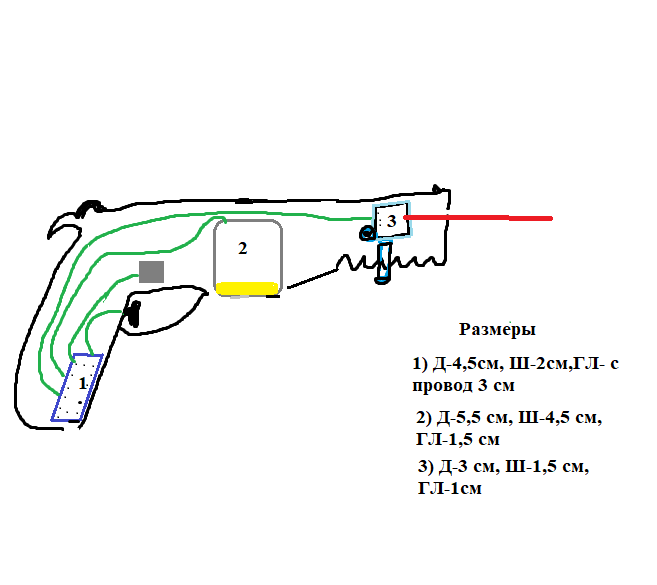 3
2
1
Размеры
1) Д-4,5см, Ш-2см,ГЛ- с
провод 3 см
2) Д-5,5 см, Ш-4,5 см,
ГЛ-1,5 см
3) Д-3 см, Ш-1,5 см,
ГЛ-1см